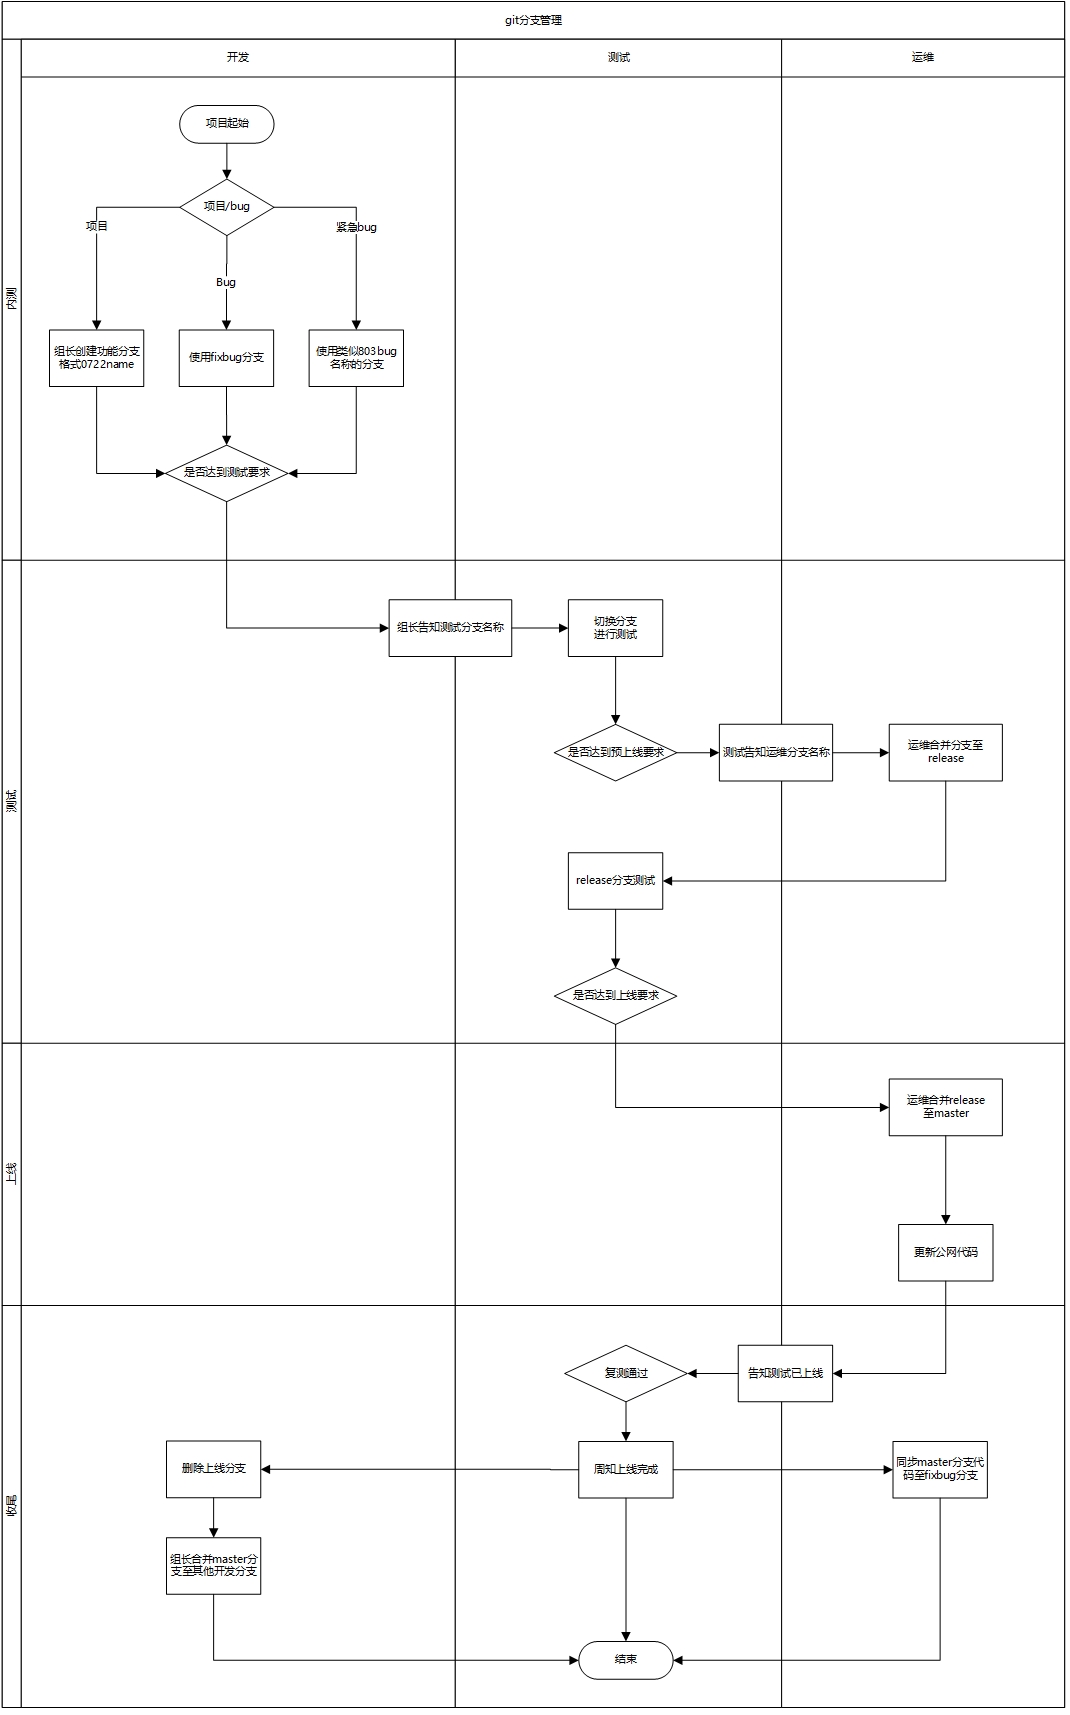 git分支管理
开发
测试
运维
内测
项目起始
项目/bug
项目
紧急bug
Bug
组长创建功能分支
格式0722name
使用fixbug分支
使用类似803bug
名称的分支
是否达到测试要求
测试
组长告知测试分支名称
切换分支
进行测试
是否达到预上线要求
测试告知运维分支名称
运维合并分支至
release
release分支测试
是否达到上线要求
上线
运维合并release
至master
更新公网代码
收尾
复测通过
告知测试已上线
删除上线分支
周知上线完成
同步master分支代
码至fixbug分支
组长合并master分
支至其他开发分支
结束